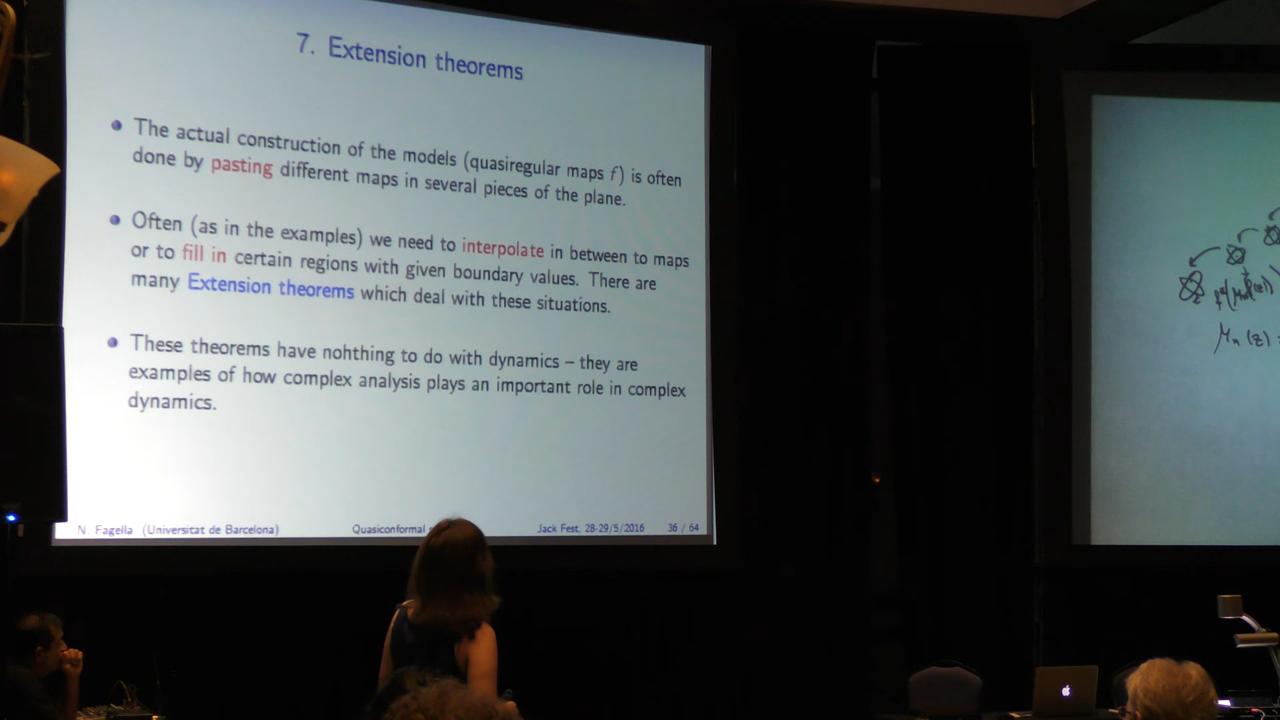 7. Extension theorems
The actual construction of the models (quasiregular maps f) is often
done by pasting different maps in several pieces of the plane.
Often (as in the examples) we need to interpolate in between to maps
or to fill in certain regions with given boundary values. There are
many Extension theorems which deal with these situations.
These theorems have nohthing to do with dynamics – they are
examples of how complex analysis plays an important role in complex
dynamics.
N. Fagella (Universitat de Barcelona) Quasiconformal Jack Fest, 28-29/5/2016 36 / 64
μn (z)